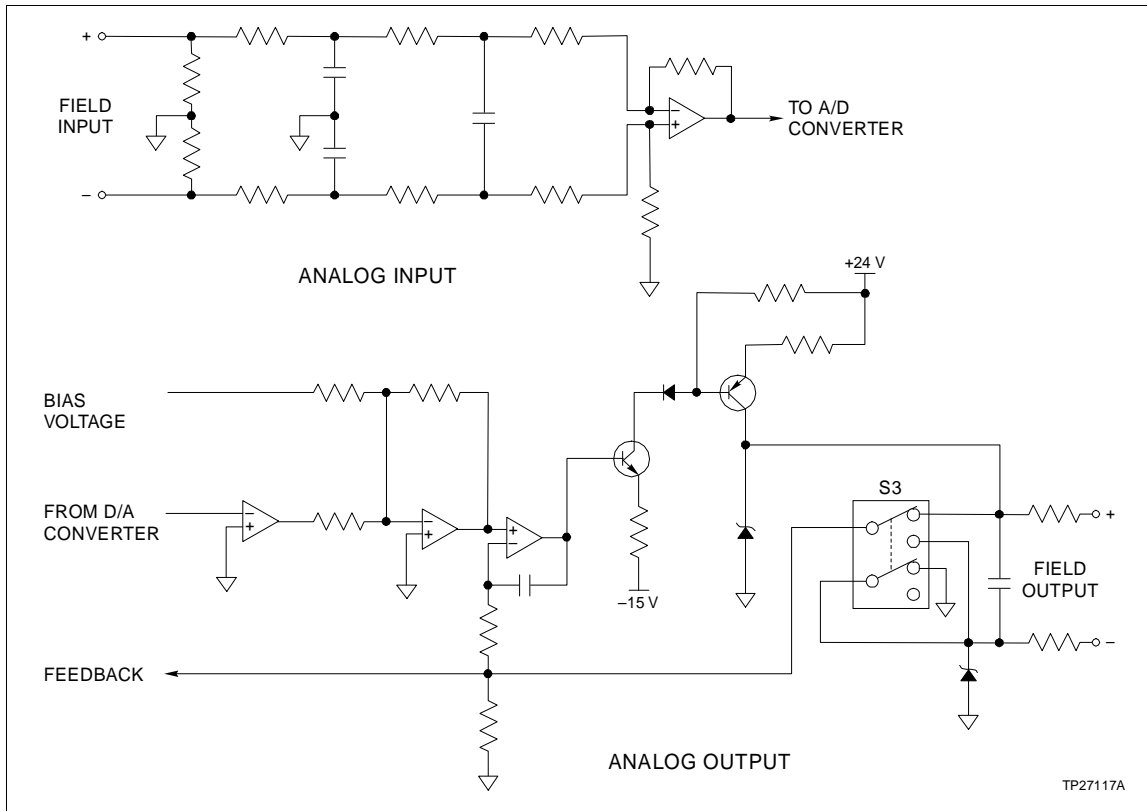 +
FIELD
INPUT
–
–
+
TO A/D
CONVERTER
ANALOG INPUT
+24 V
BIAS
VOLTAGE
S3
FROM D/A
CONVERTER
–
+
–
+
+
–
+
FIELD
OUTPUT
–15 V
–
FEEDBACK
ANALOG OUTPUT
TP27117A